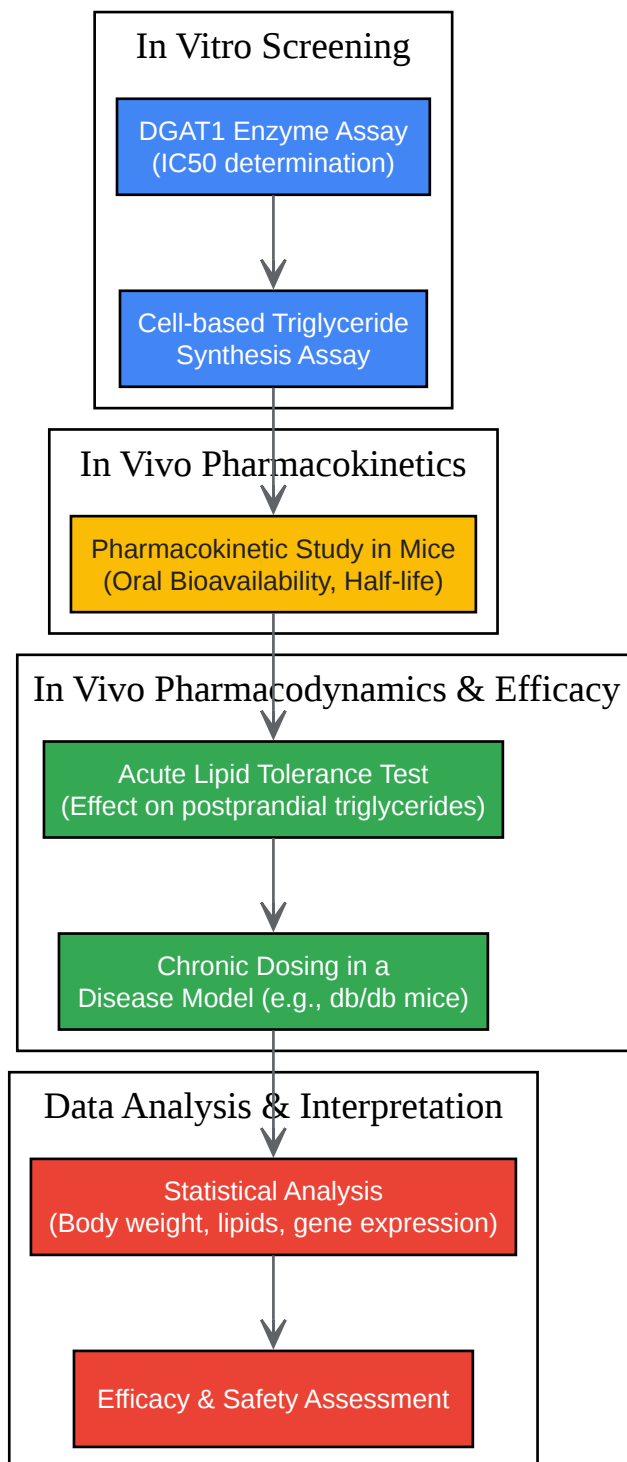 In Vitro Screening
DGAT1 Enzyme Assay
(IC50 determination)
Cell-based Triglyceride
Synthesis Assay
In Vivo Pharmacokinetics
Pharmacokinetic Study in Mice
(Oral Bioavailability, Half-life)
In Vivo Pharmacodynamics & Efficacy
Acute Lipid Tolerance Test
(Effect on postprandial triglycerides)
Chronic Dosing in a
Disease Model (e.g., db/db mice)
Data Analysis & Interpretation
Statistical Analysis
(Body weight, lipids, gene expression)
Efficacy & Safety Assessment